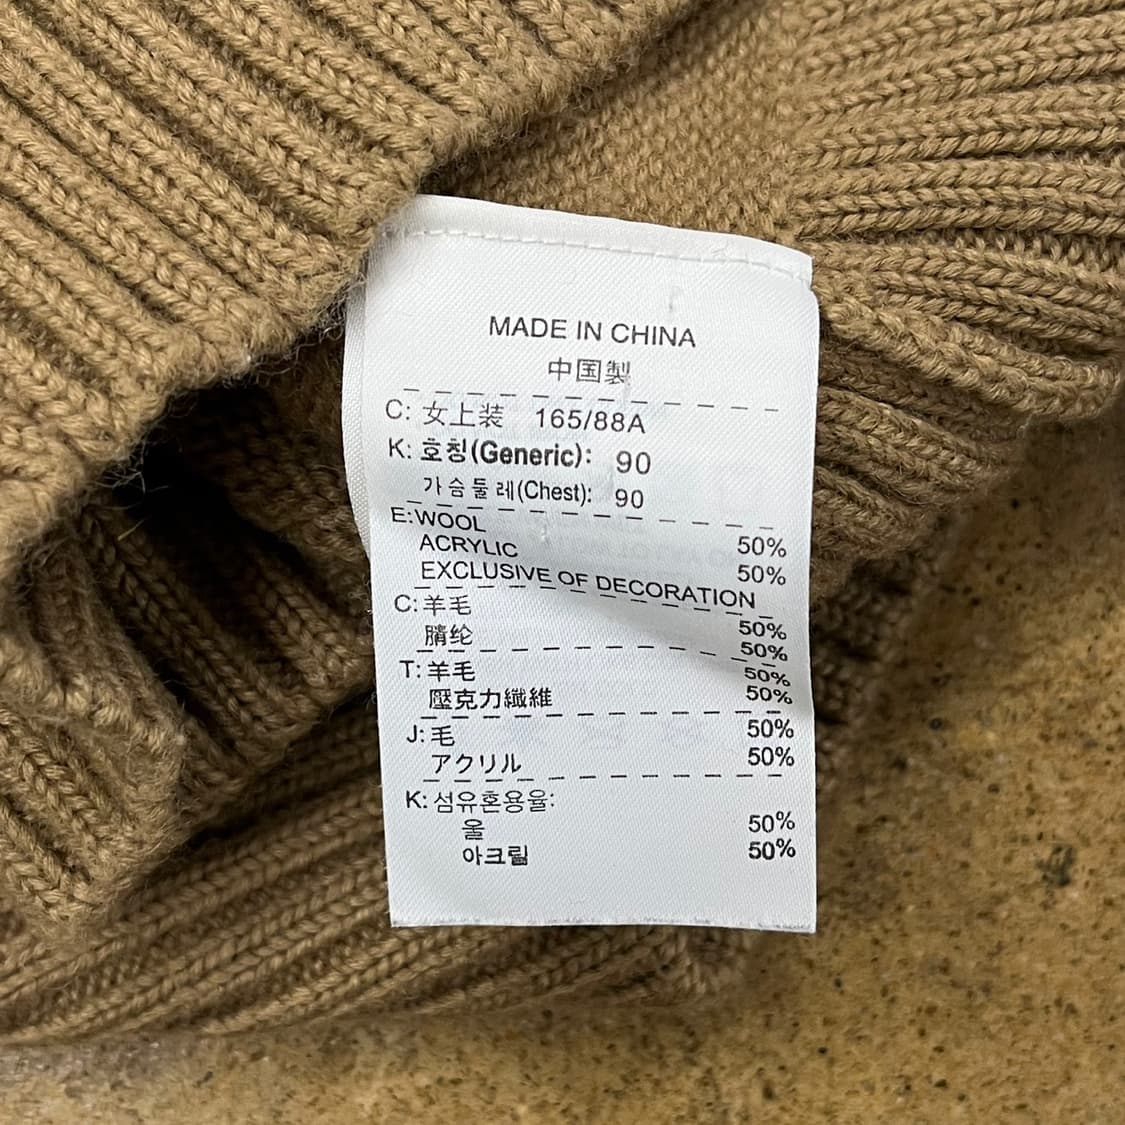 MADE IN CHINA
中国製
C: 女上装 165/88A
K: 호칭(Generic): 90
가슴둘레(Chest): 90
E:WOOL 50%
ACRYLIC 50%
EXCLUSIVE OF DECORATION
C: 羊毛 50%
腈纶 50%
T: 羊毛 50%
壓克力纖維 50%
J: 毛 50%
アクリル 50%
K: 섬유혼용율:
울 50%
아크릴 50%